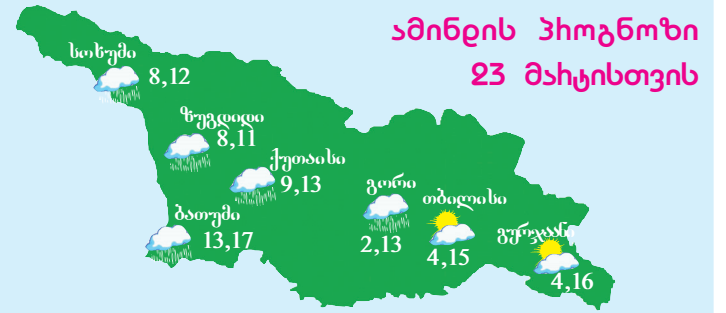 ამინდის პროგნოზი
23 მარტისთვის
სოხუმი
8,12
ზუგდიდი
8,11
ქუთაისი
9,13
ბათუმი
13,17
გორი
2,13
თბილისი
4,15
გურჯაანი
4,16